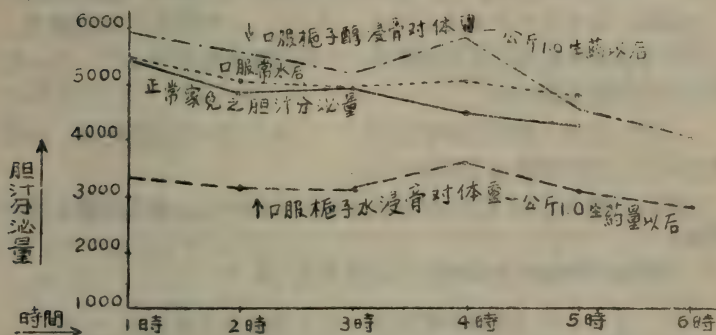 6000
↓口服梔子醇浸膏对体重一公斤1.0生葯以后
5000
口服常水后
正常家兔之胆汁分泌量
4000
胆汁分泌量
3000
↑口服梔子水浸膏对体重一公斤1.0生葯量以后
2000
1000
時間
1時 2時 3時 4時 5時 6時